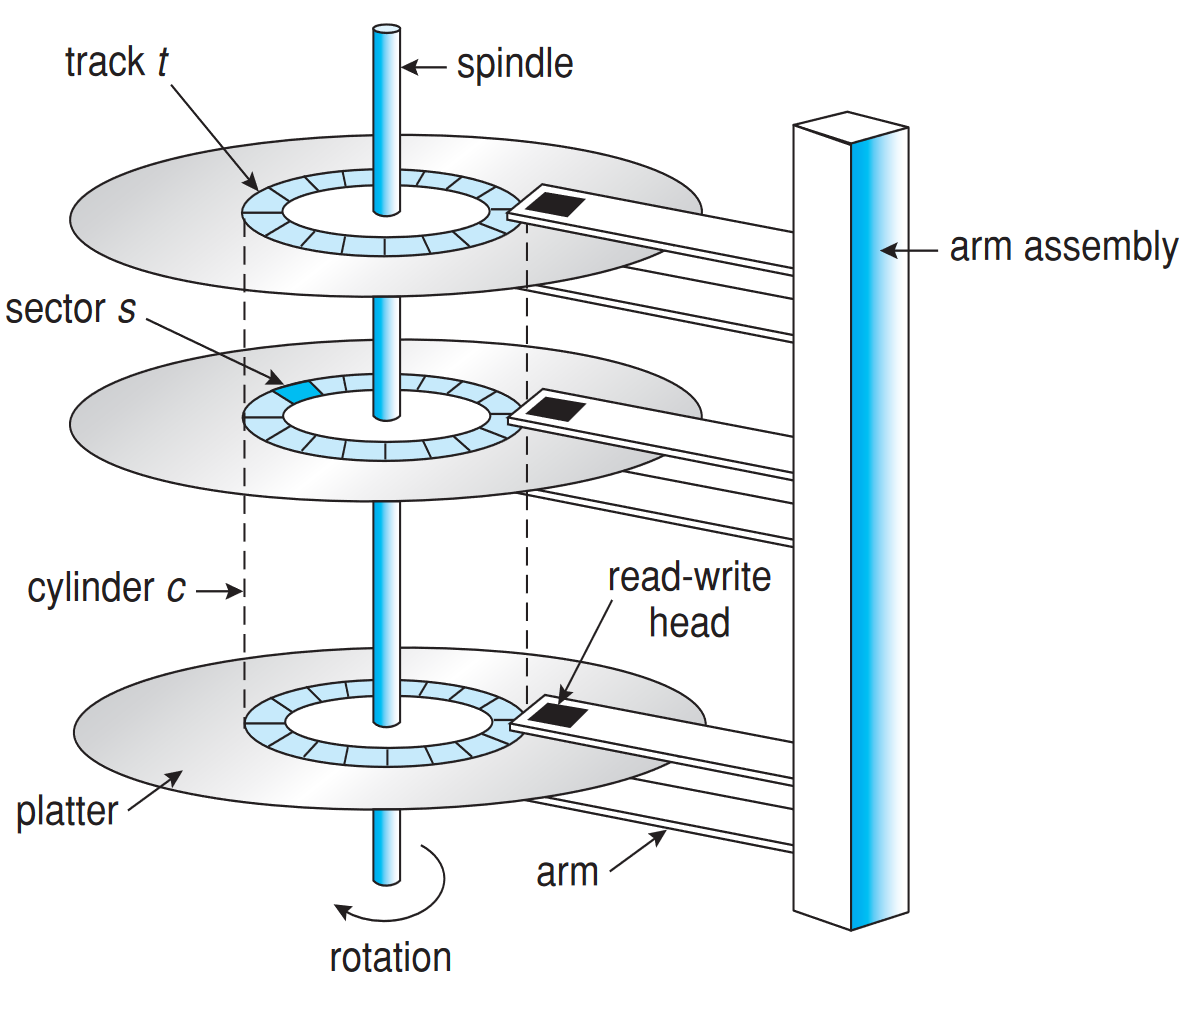 track t
spindle
arm assembly
sector s
cylinder c
read-write
head
platter
arm
rotation